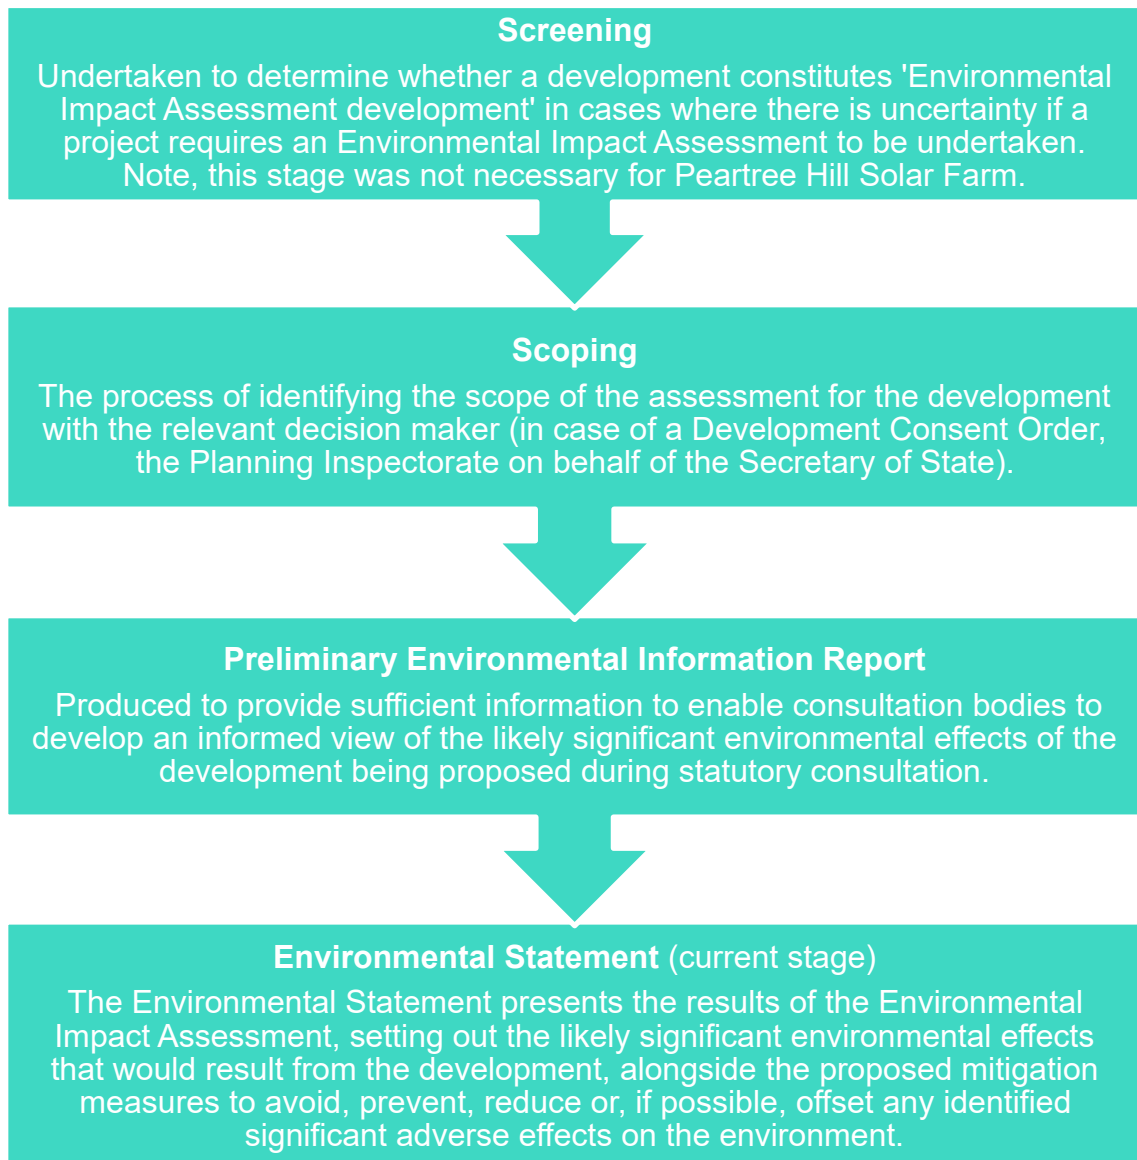 Screening
Undertaken to determine whether a development constitutes 'Environmental
Impact Assessment development' in cases where there is uncertainty if a
project requires an Environmental Impact Assessment to be undertaken.
Note, this stage was not necessary for Peartree Hill Solar Farm.
Scoping
The process of identifying the scope of the assessment for the development
with the relevant decision maker (in case of a Development Consent Order,
the Planning Inspectorate on behalf of the Secretary of State).
Preliminary Environmental Information Report
Produced to provide sufficient information to enable consultation bodies to
develop an informed view of the likely significant environmental effects of the
development being proposed during statutory consultation.
Environmental Statement (current stage)
The Environmental Statement presents the results of the Environmental
Impact Assessment, setting out the likely significant environmental effects
that would result from the development, alongside the proposed mitigation
measures to avoid, prevent, reduce or, if possible, offset any identified
significant adverse effects on the environment.